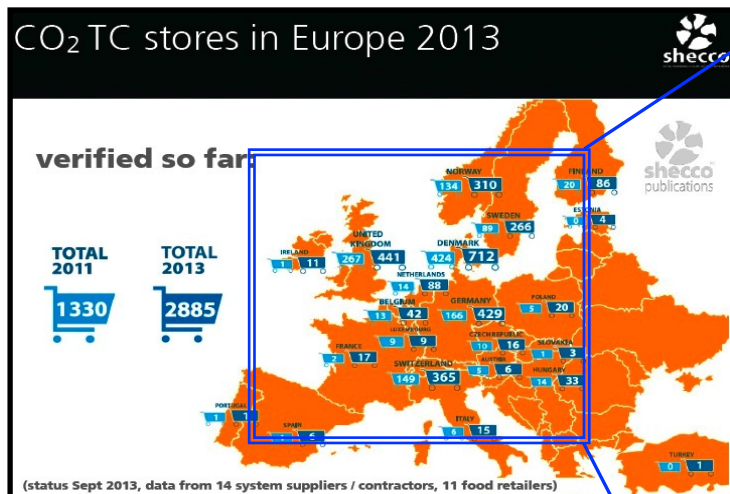 CO₂ TC stores in Europe 2013
shecco
verified so far:
shecco
publications
TOTAL
2011
1330
TOTAL
2013
2885
NORWAY
134 310
FINLAND
20 86
ESTONIA
0 4
SWEDEN
89 266
IRELAND
1 11
UNITED
KINGDOM
267 441
DENMARK
424 712
NETHERLANDS
14 88
BELGIUM
13 42
GERMANY
166 429
POLAND
5 20
LUXEMBOURG
9 9
CZECH REPUBLIC
10 16
SLOVAKIA
1 3
FRANCE
2 17
SWITZERLAND
149 365
AUSTRIA
5 6
HUNGARY
14 33
PORTUGAL
1 1
SPAIN
6
ITALY
6 15
TURKEY
0 1
(status Sept 2013, data from 14 system suppliers / contractors, 11 food retailers)